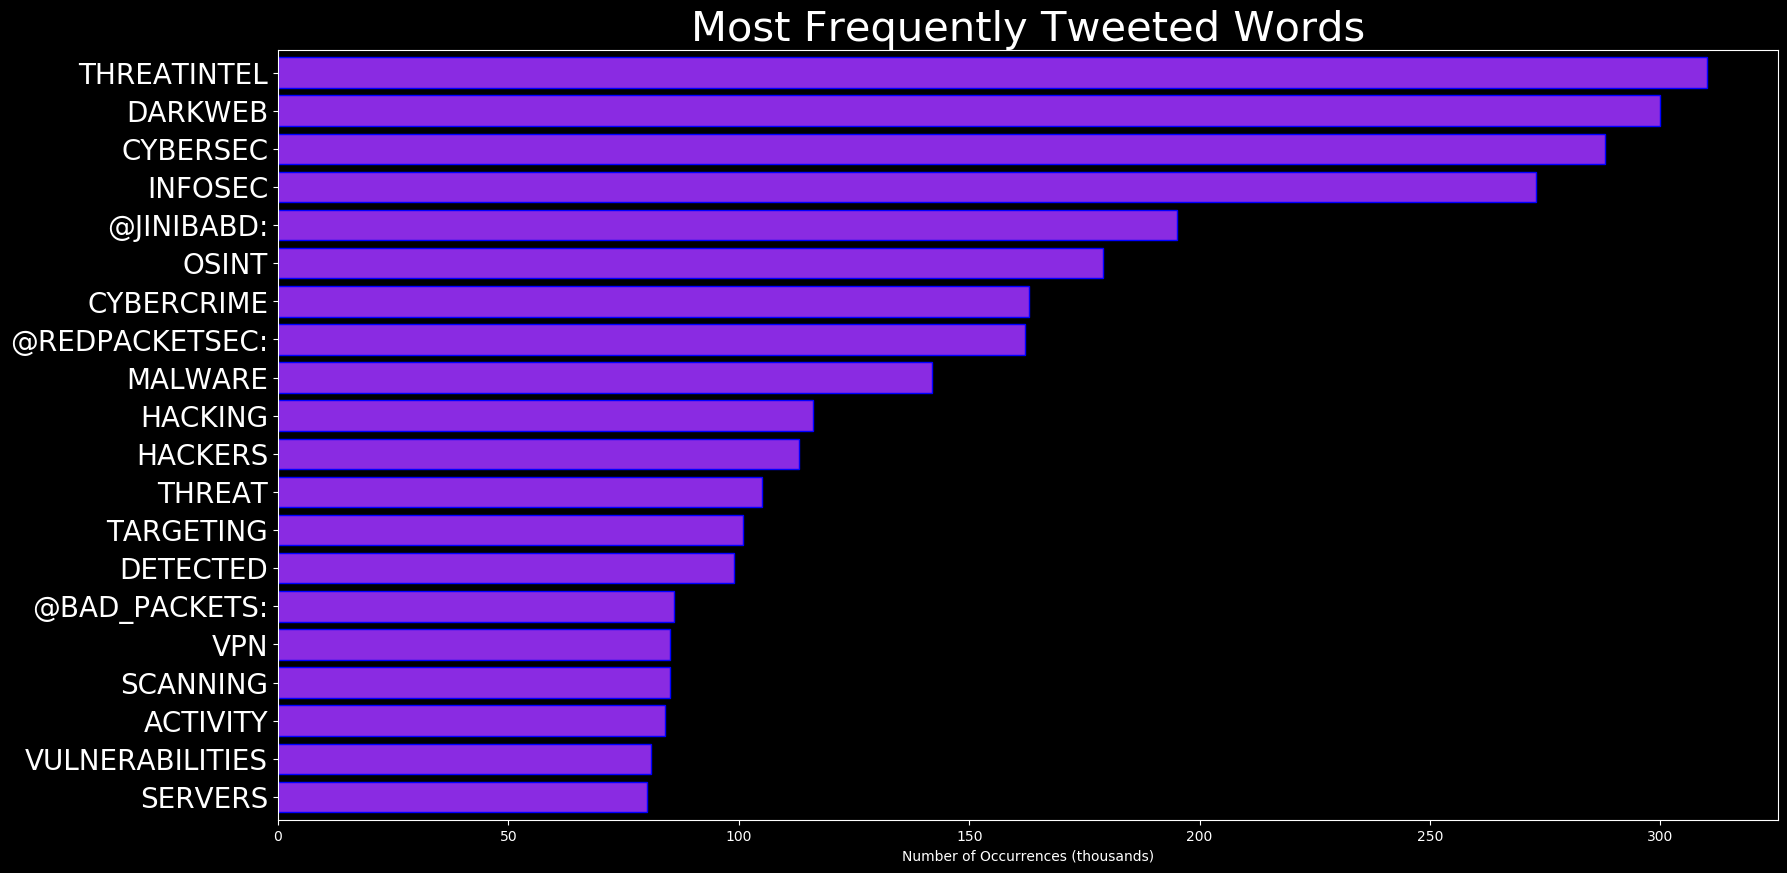 Most Frequently Tweeted Words
THREATINTEL
DARKWEB
CYBERSEC
INFOSEC
@JINIBABD:
OSINT
CYBERCRIME
@REDPACKETSEC:
MALWARE
HACKING
HACKERS
THREAT
TARGETING
DETECTED
@BAD_PACKETS:
VPN
SCANNING
ACTIVITY
VULNERABILITIES
SERVERS
0 50 100 150 200 250 300
Number of Occurrences (thousands)